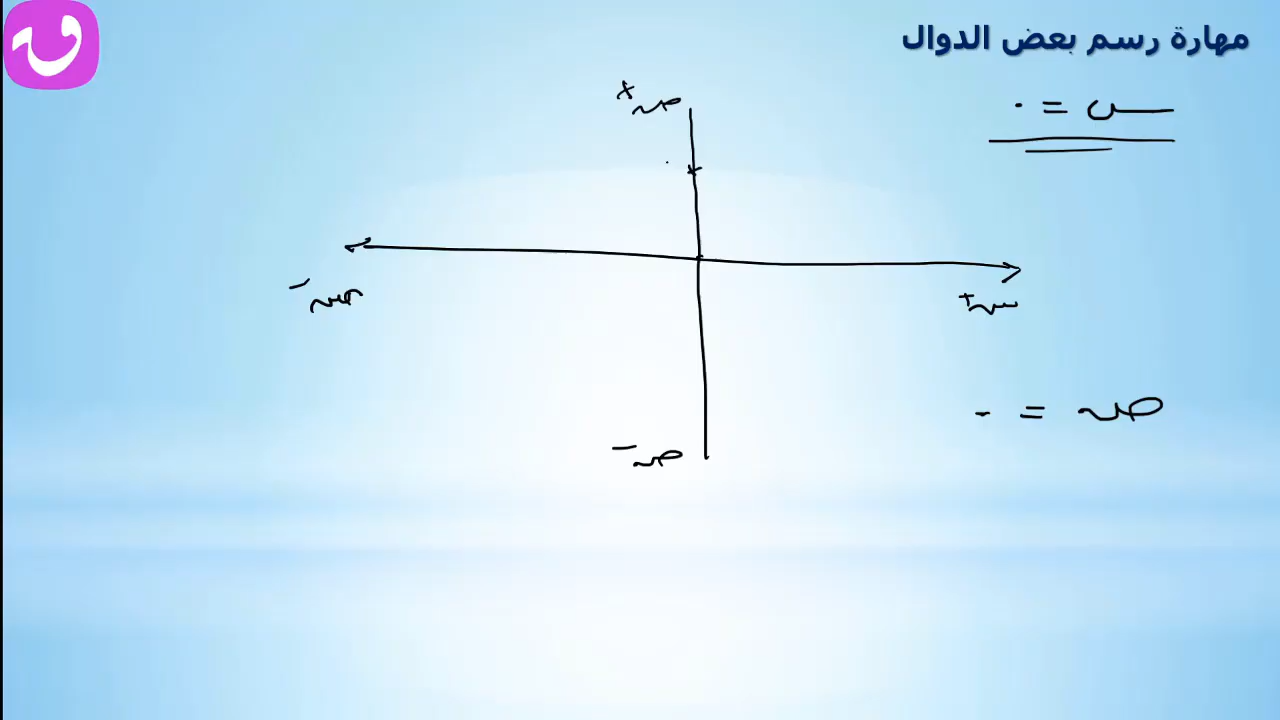 مهارة رسم بعض الدوال
س = ٠
ص+
س-
س+
ص = ٠
ص-